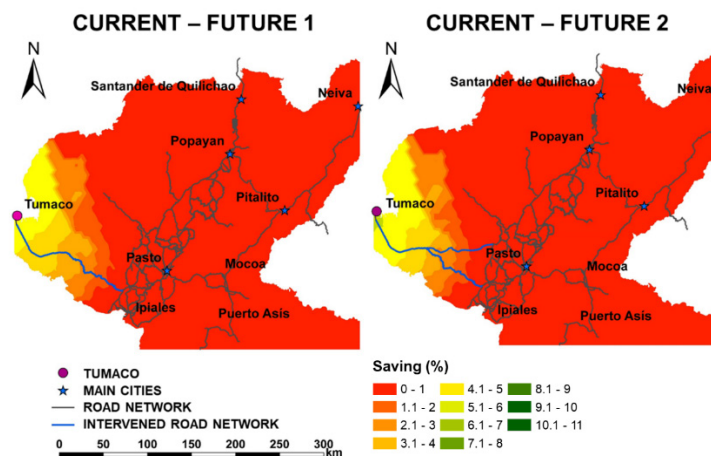 CURRENT – FUTURE 1
N
Santander de Quilichao
Neiva
Popayan
Pitalito
Tumaco
Pasto
Mocoa
Ipiales
Puerto Asis
CURRENT – FUTURE 2
N
Santander de Quilichao
Neiva
Popayan
Pitalito
Tumaco
Pasto
Mocoa
Ipiales
Puerto Asis
TUMACO
MAIN CITIES
ROAD NETWORK
INTERVENED ROAD NETWORK
0 50 100 150 200 250 300
km
Saving (%)
0 - 1
1.1 - 2
2.1 - 3
3.1 - 4
4.1 - 5
5.1 - 6
6.1 - 7
7.1 - 8
8.1 - 9
9.1 - 10
10.1 - 11